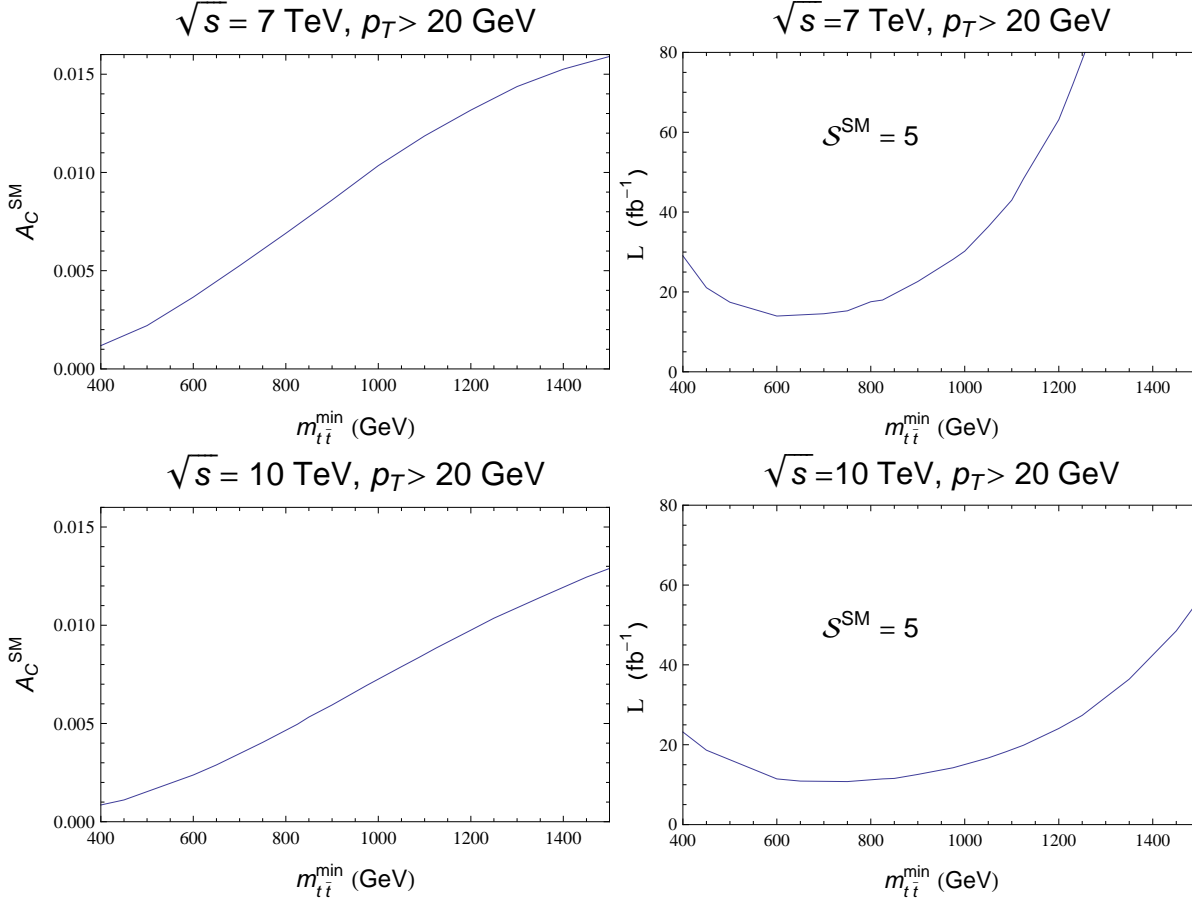 √s = 7 TeV, p_T > 20 GeV
0.015
0.010
0.005
0.000
A_C^SM
400 600 800 1000 1200 1400
m_{t t̄}^min (GeV)
√s =7 TeV, p_T > 20 GeV
80
60
40
20
0
L (fb^-1)
S^SM = 5
400 600 800 1000 1200 1400
m_{t t̄}^min (GeV)
√s = 10 TeV, p_T > 20 GeV
0.015
0.010
0.005
0.000
A_C^SM
400 600 800 1000 1200 1400
m_{t t̄}^min (GeV)
√s =10 TeV, p_T > 20 GeV
80
60
40
20
0
L (fb^-1)
S^SM = 5
400 600 800 1000 1200 1400
m_{t t̄}^min (GeV)